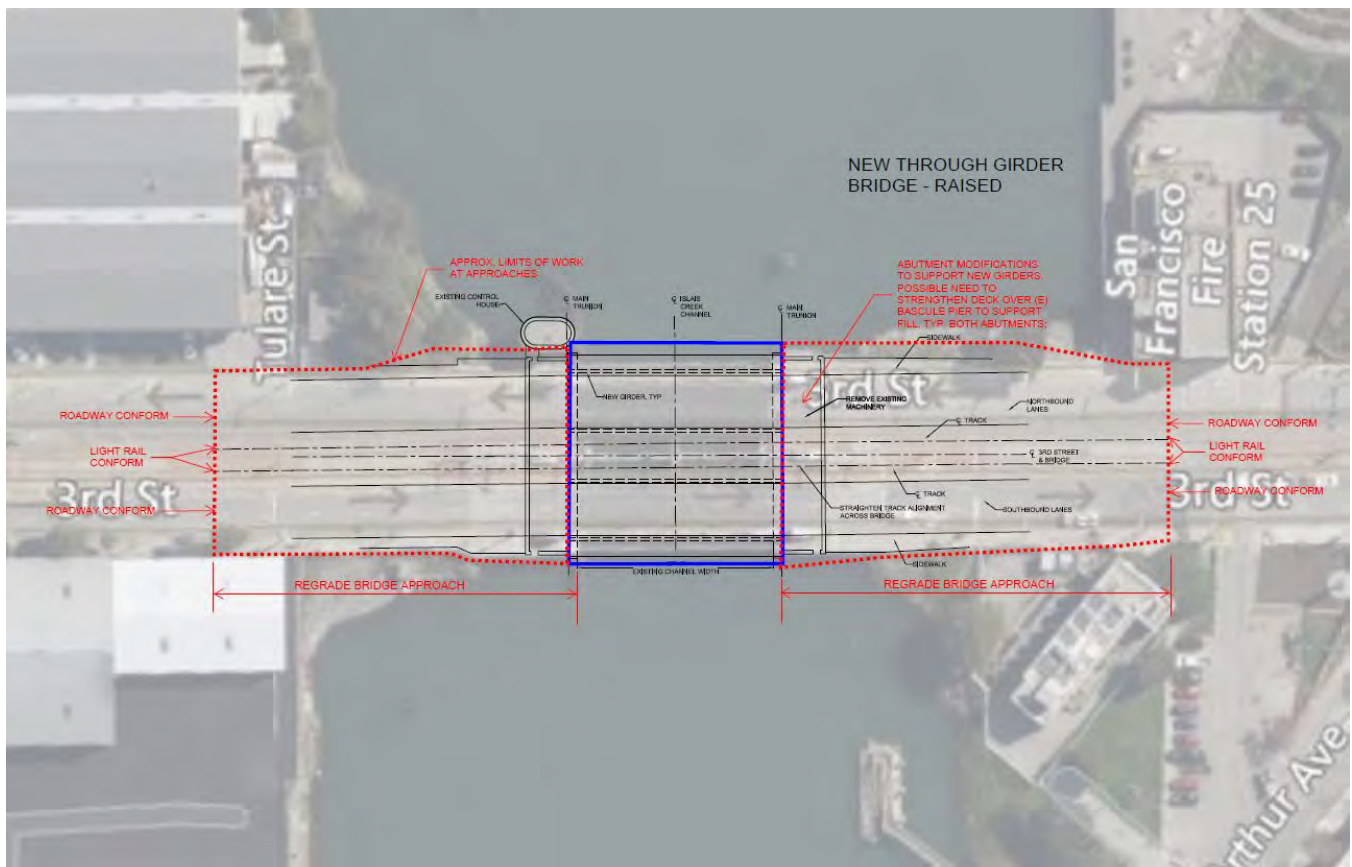 NEW THROUGH GIRDER
BRIDGE - RAISED
San
Francisco
Fire
Station 25
Tulare St
APPROX. LIMITS OF WORK
AT APPROACHES
EXISTING CONTROL
HOUSE
℄ MAIN
TRUNION
℄ ISLAIS
CREEK
CHANNEL
℄ MAIN
TRUNION
ABUTMENT MODIFICATIONS
TO SUPPORT NEW GIRDERS.
POSSIBLE NEED TO
STRENGTHEN DECK OVER (E)
BASCULE PIER TO SUPPORT
FILL, TYP. BOTH ABUTMENTS;
SIDEWALK
3rd St
NEW GIRDER, TYP
REMOVE EXISTING
MACHINERY
NORTHBOUND
LANES
℄ TRACK
ROADWAY CONFORM
LIGHT RAIL
CONFORM
ROADWAY CONFORM
ROADWAY CONFORM
LIGHT RAIL
CONFORM
ROADWAY CONFORM
℄ 3RD STREET
& BRIDGE
3rd St
3rd St
℄ TRACK
STRAIGHTEN TRACK ALIGNMENT
ACROSS BRIDGE
SOUTHBOUND LANES
SIDEWALK
EXISTING CHANNEL WIDTH
REGRADE BRIDGE APPROACH
REGRADE BRIDGE APPROACH
rthur Ave